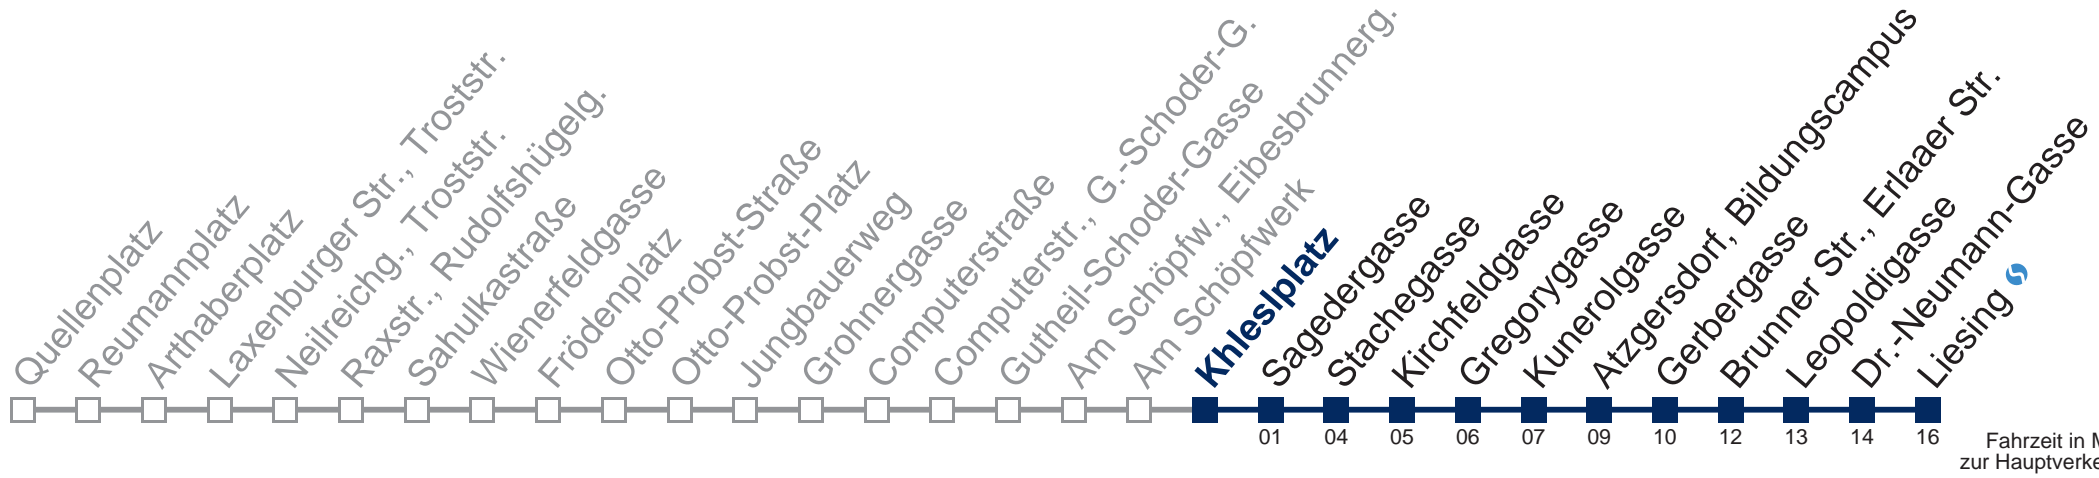 Quellenplatz
Reumannplatz
Arthaberplatz
Laxenburger Str., Troststr.
Neilreichg., Troststr.
Raxstr., Rudolfshügelg.
Sahulkastraße
Wienerfeldgasse
Frödenplatz
Otto-Probst-Straße
Otto-Probst-Platz
Jungbauerweg
Grohnergasse
Computerstraße
Computerstr., G.-Schoder-G.
Gutheil-Schoder-Gasse
Am Schöpfw., Eibesbrunnerg.
Am Schöpfwerk
Khleslplatz
Sagedergasse
Stachegasse
Kirchfeldgasse
Gregorygasse
Kunerolgasse
Atzgersdorf, Bildungscampus
Gerbergasse
Brunner Str., Erlaaer Str.
Leopoldigasse
Dr.-Neumann-Gasse
Liesing
01 04 05 06 07 09 10 12 13 14 16
Fahrzeit in M
zur Hauptverke